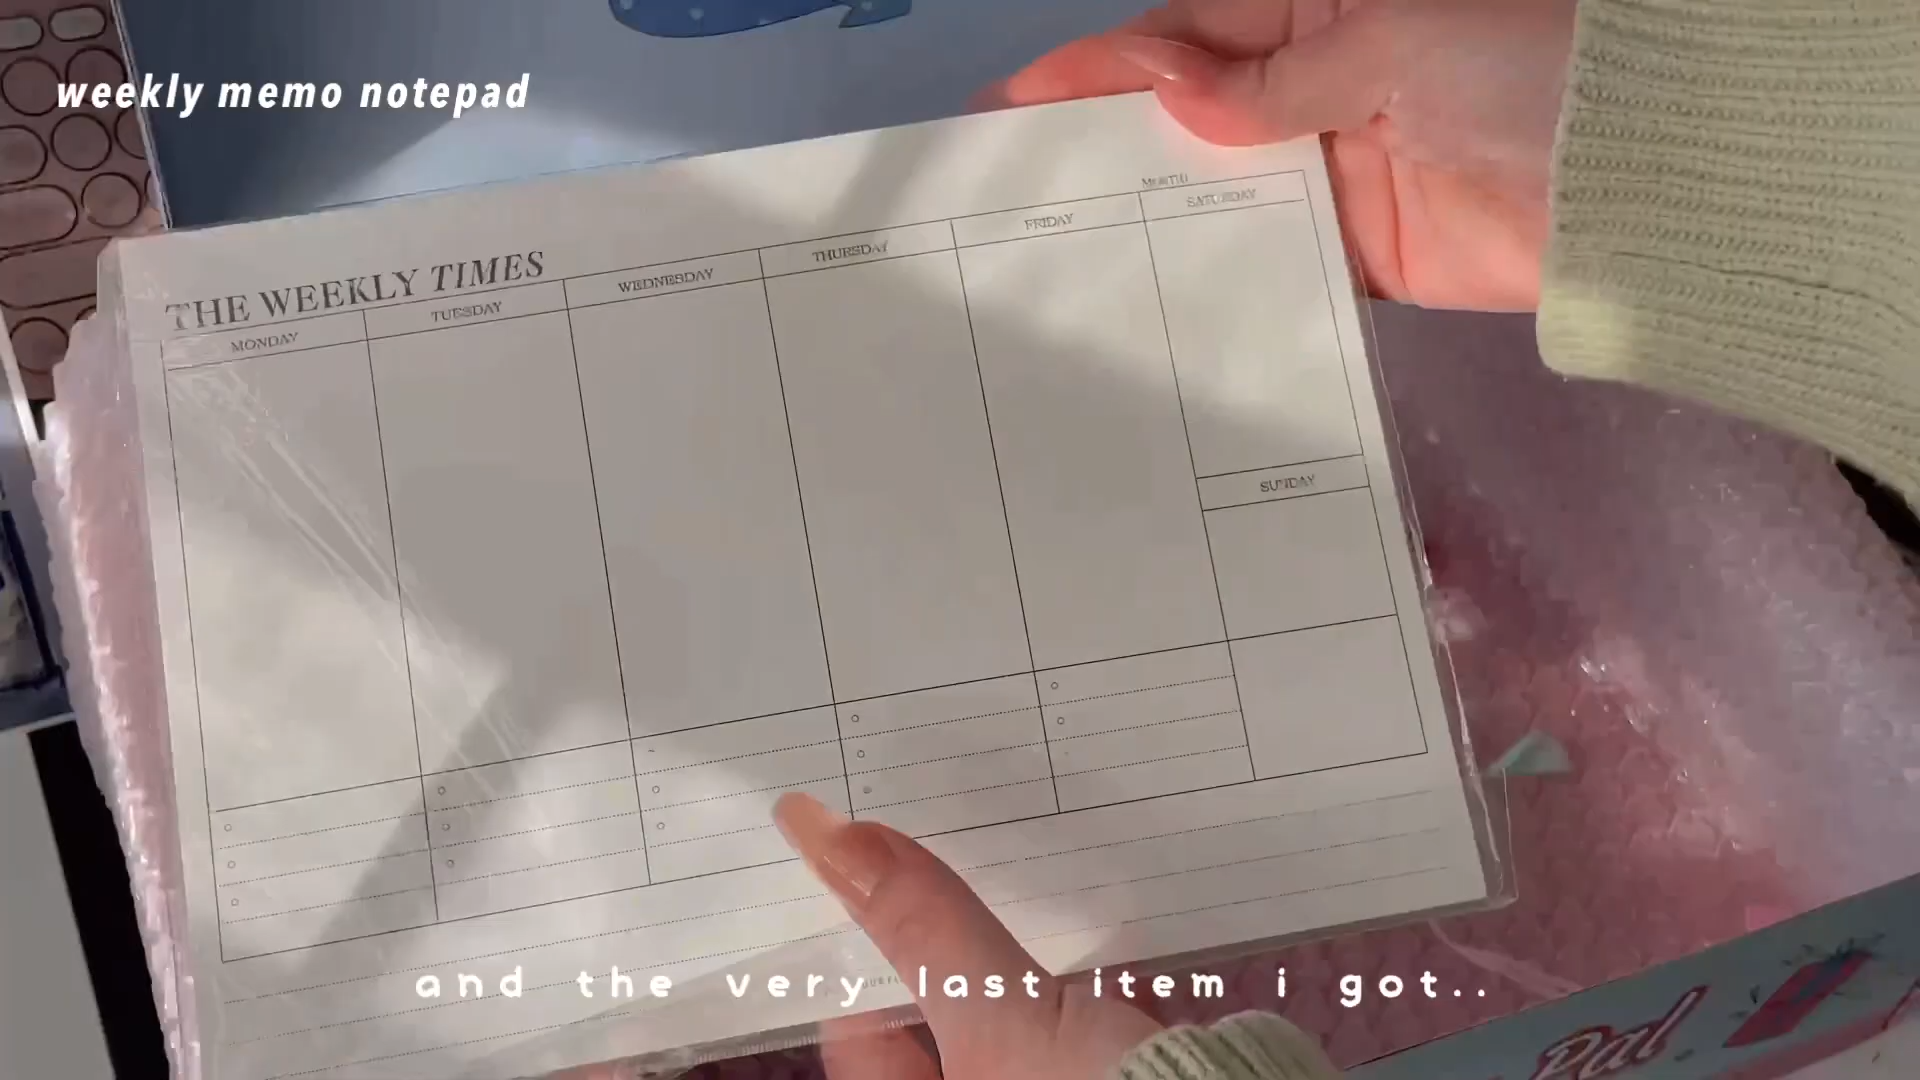 weekly memo notepad
MONTH
THE WEEKLY TIMES
MONDAY
TUESDAY
WEDNESDAY
THURSDAY
FRIDAY
SATURDAY
SUNDAY
and the very last item i got..
Pal